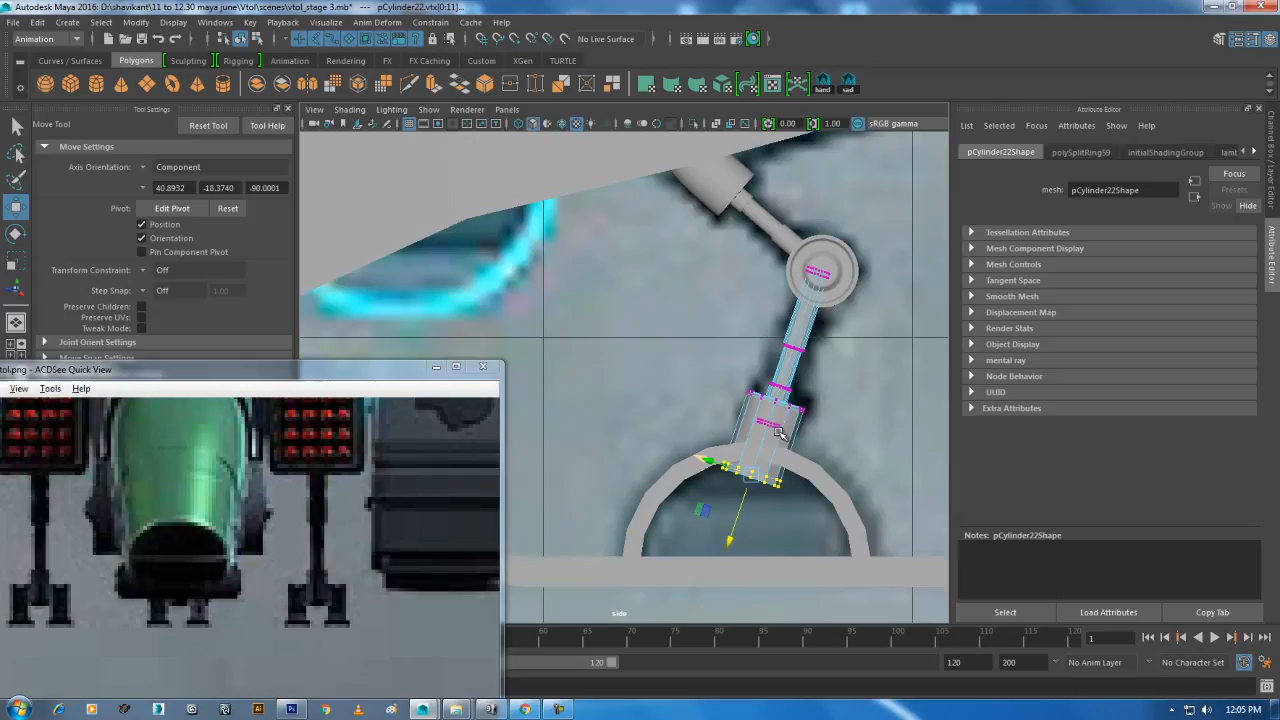 Autodesk Maya 2016: D:\shavikant\11 to 12.30 maya june\Vtol\scenes\vtol_stage 3.mb* --- pCylinder22.vtx[0:11]...
File Edit Create Select Modify Display Windows Key Playback Visualize Anim Deform Constrain Cache Help
Animation No Live Surface
Curves / Surfaces Polygons Sculpting Rigging Animation Rendering FX FX Caching Custom XGen TURTLE
hand sad
Tool Settings
View Shading Lighting Show Renderer Panels
Attribute Editor
Move Tool Reset Tool Tool Help
0.00 1.00 sRGB gamma
List Selected Focus Attributes Show Help
Move Settings
Axis Orientation: Component
40.8932 -18.3740 -90.0001
Pivot: Edit Pivot Reset
Position
Orientation
Pin Component Pivot
Transform Constraint: Off
Step Snap: Off 1.00
Preserve Children:
Preserve UVs:
Tweak Mode:
Joint Orient Settings
pCylinder22Shape polySplitRing59 initialShadingGroup
Focus
mesh: pCylinder22Shape
Presets
Show Hide
Tessellation Attributes
Mesh Component Display
Mesh Controls
Tangent Space
Smooth Mesh
Displacement Map
Render Stats
Object Display
mental ray
Node Behavior
UUID
Extra Attributes
Notes: pCylinder22Shape
Select Load Attributes Copy Tab
Channel Box / Layer Editor
Attribute Editor
tol.png - ACDSee Quick View
View Tools Help
side
60 65 70 75 80 85 90 95 100 105 110 115 120 1
120 120 200 No Anim Layer No Character Set
12:05 PM